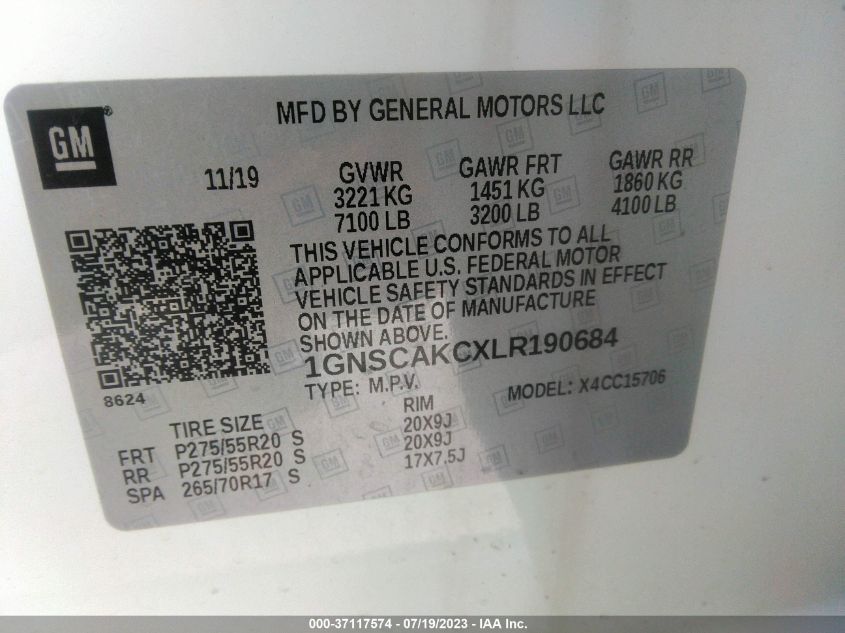 GM
MFD BY GENERAL MOTORS LLC
11/19 GVWR GAWR FRT GAWR RR
3221 KG 1451 KG 1860 KG
7100 LB 3200 LB 4100 LB
THIS VEHICLE CONFORMS TO ALL
APPLICABLE U.S. FEDERAL MOTOR
VEHICLE SAFETY STANDARDS IN EFFECT
ON THE DATE OF MANUFACTURE
SHOWN ABOVE.
1GNSCAKCXLR190684
8624
TYPE: M.P.V. MODEL: X4CC15706
TIRE SIZE RIM
FRT P275/55R20 S 20X9J
RR P275/55R20 S 20X9J
SPA 265/70R17 S 17X7.5J
000-37117574 / 07/19/2023 - IAA Inc.